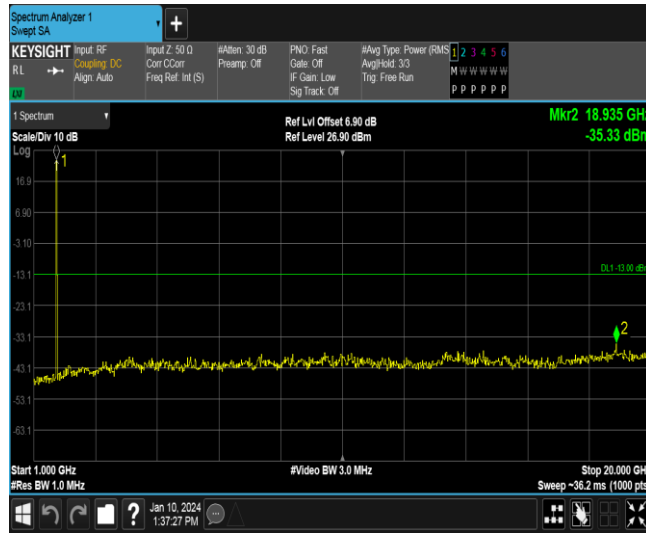 Spectrum Analyzer 1
Swept SA
+
KEYSIGHT
RL
LXI
Input: RF
Coupling: DC
Align: Auto
Input Z: 50 Ω
Corr CCorr
Freq Ref: Int (S)
#Atten: 30 dB
Preamp: Off
PNO: Fast
Gate: Off
IF Gain: Low
Sig Track: Off
#Avg Type: Power (RMS
Avg|Hold: 3/3
Trig: Free Run
1 2 3 4 5 6
M W W W W W
P P P P P P
1 Spectrum
Scale/Div 10 dB
Ref Lvl Offset 6.90 dB
Ref Level 26.90 dBm
Mkr2 18.935 GHz
-35.33 dBm
Log
1
16.9
6.90
-3.10
-13.1
DL1 -13.00 dBm
-23.1
-33.1
2
-43.1
-53.1
-63.1
Start 1.000 GHz
#Video BW 3.0 MHz
Stop 20.000 GH
#Res BW 1.0 MHz
Sweep ~36.2 ms (1000 pts
?
Jan 10, 2024
1:37:27 PM